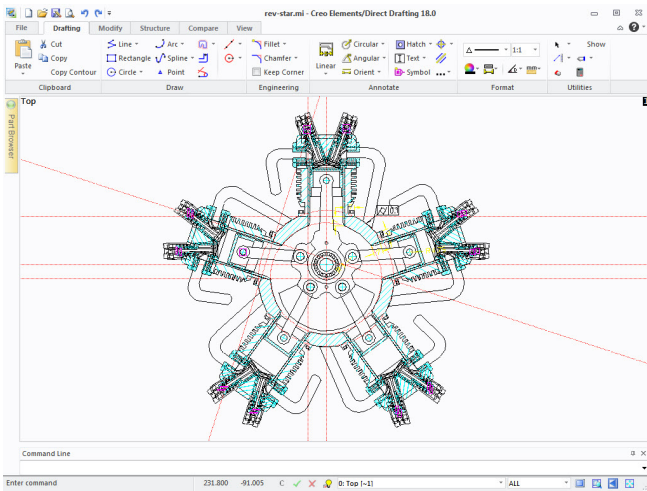 rev-star.mi - Creo Elements/Direct Drafting 18.0
File Drafting Modify Structure Compare View
Paste
Cut
Copy
Copy Contour
Clipboard
Line Arc
Rectangle Spline
Circle Point
Draw
Fillet
Chamfer
Keep Corner
Engineering
Linear
Circular Hatch
Angular Text
Orient Symbol
Annotate
1:1
Format
Show
Utilities
Top
Part Browser
Command Line
Enter command 231.800 -91.005 C 0: Top [~1] ALL